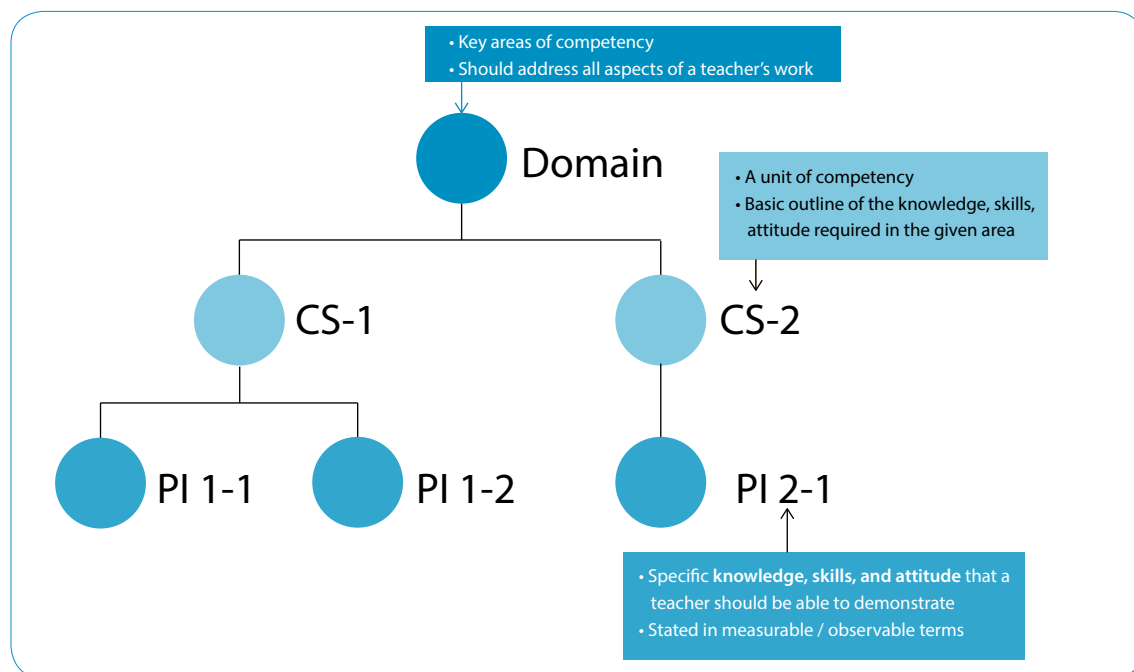 • Key areas of competency
• Should address all aspects of a teacher’s work
Domain
• A unit of competency
• Basic outline of the knowledge, skills,
attitude required in the given area
CS-1
CS-2
PI 1-1
PI 1-2
PI 2-1
• Specific knowledge, skills, and attitude that a
teacher should be able to demonstrate
• Stated in measurable / observable terms